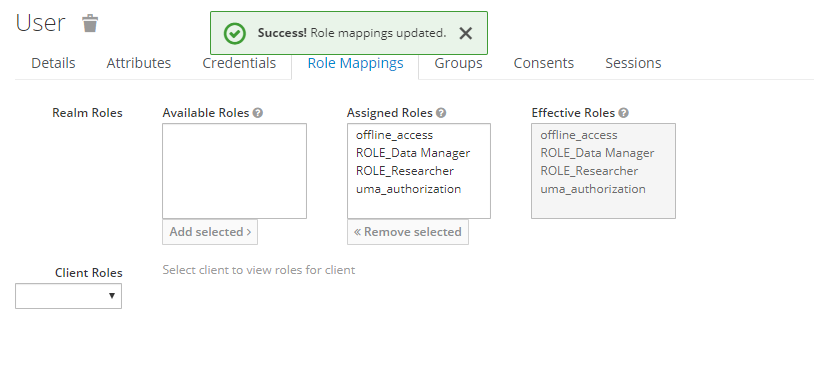 User
Success! Role mappings updated.
Details Attributes Credentials Role Mappings Groups Consents Sessions
Realm Roles Available Roles Assigned Roles Effective Roles
offline_access offline_access
ROLE_Data Manager ROLE_Data Manager
ROLE_Researcher ROLE_Researcher
uma_authorization uma_authorization
Add selected › « Remove selected
Client Roles Select client to view roles for client